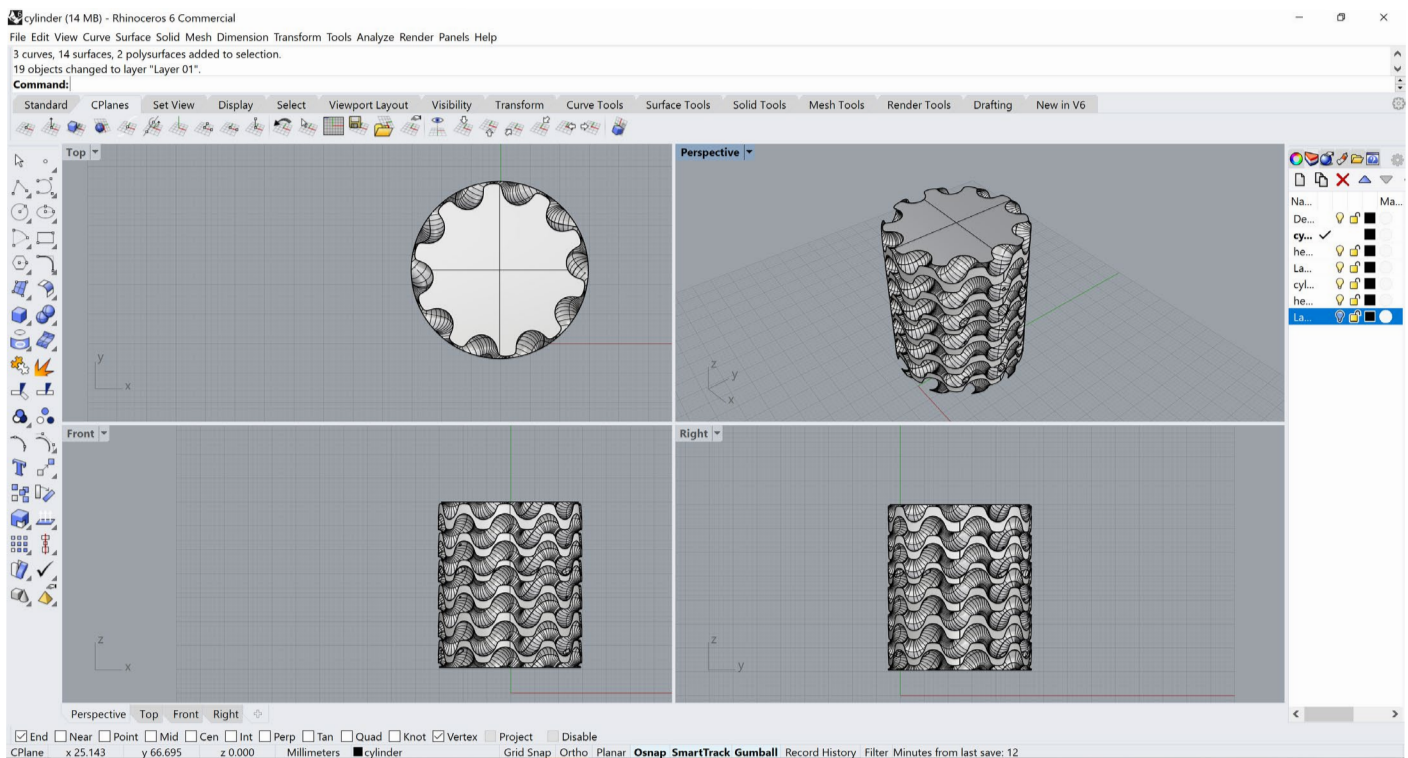 cylinder (14 MB) - Rhinoceros 6 Commercial
File Edit View Curve Surface Solid Mesh Dimension Transform Tools Analyze Render Panels Help
3 curves, 14 surfaces, 2 polysurfaces added to selection.
19 objects changed to layer "Layer 01".
Command:
Standard CPlanes Set View Display Select Viewport Layout Visibility Transform Curve Tools Surface Tools Solid Tools Mesh Tools Render Tools Drafting New in V6
Top Perspective
Na... Ma...
De...
cy...
he...
La...
cyl...
he...
La...
y
x
z
y
x
Front Right
z
x
z
y
Perspective Top Front Right
End Near Point Mid Cen Int Perp Tan Quad Knot Vertex Project Disable
CPlane x 25.143 y 66.695 z 0.000 Millimeters cylinder Grid Snap Ortho Planar Osnap SmartTrack Gumball Record History Filter Minutes from last save: 12